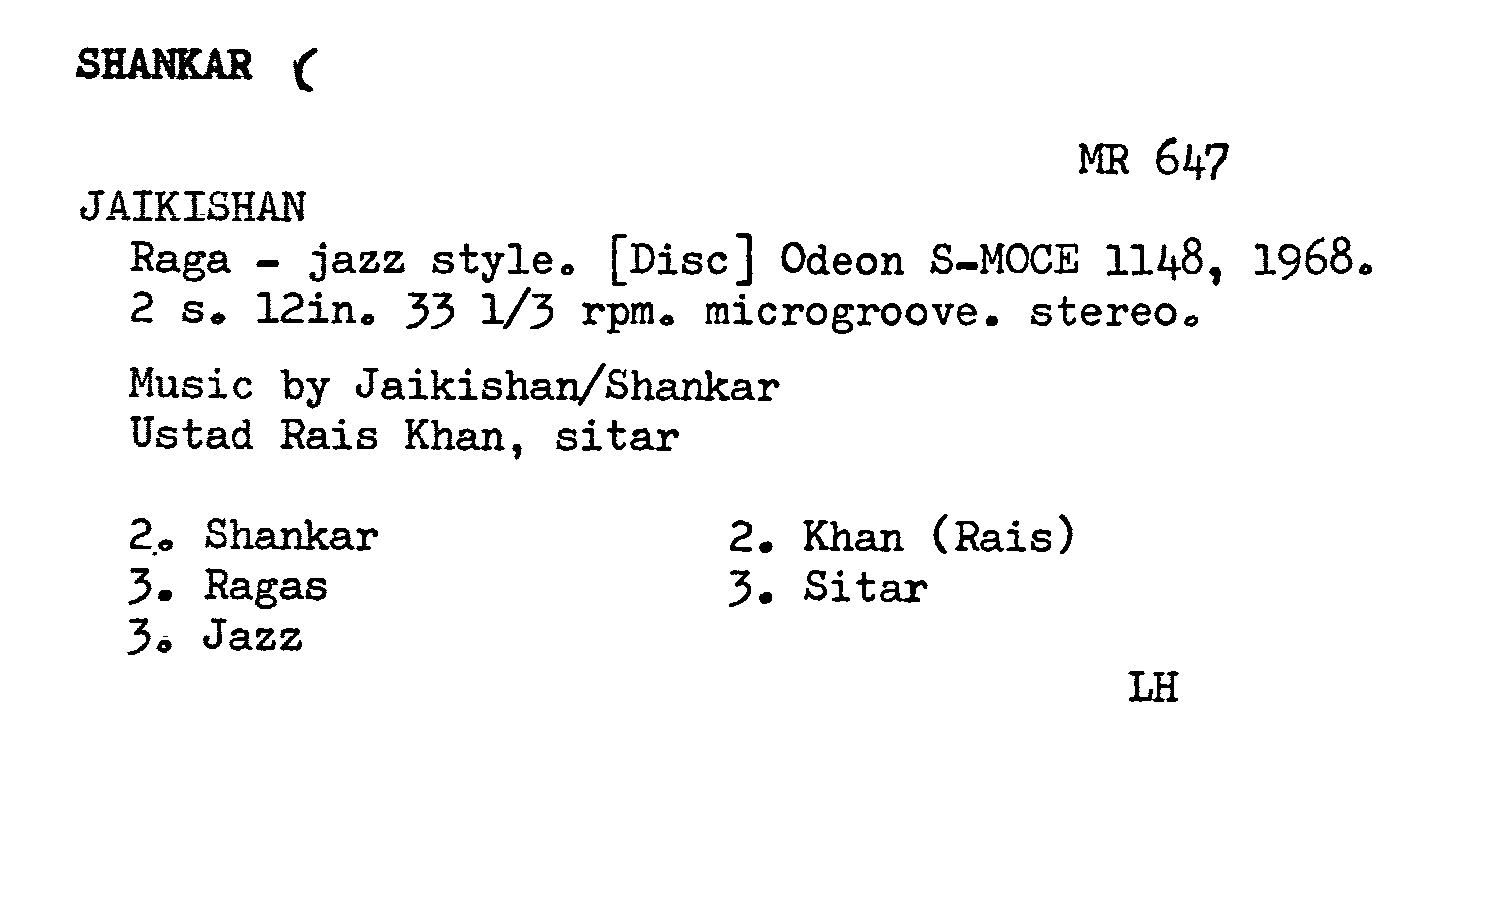 SHANKAR (
MR 647
JAIKISHAN
Raga - jazz style. [Disc] Odeon S-MOCE 1148, 1968.
2 s. 12in. 33 1/3 rpm. microgroove. stereo.
Music by Jaikishan/Shankar
Ustad Rais Khan, sitar
2. Shankar 2. Khan (Rais)
3. Ragas 3. Sitar
3. Jazz
LH